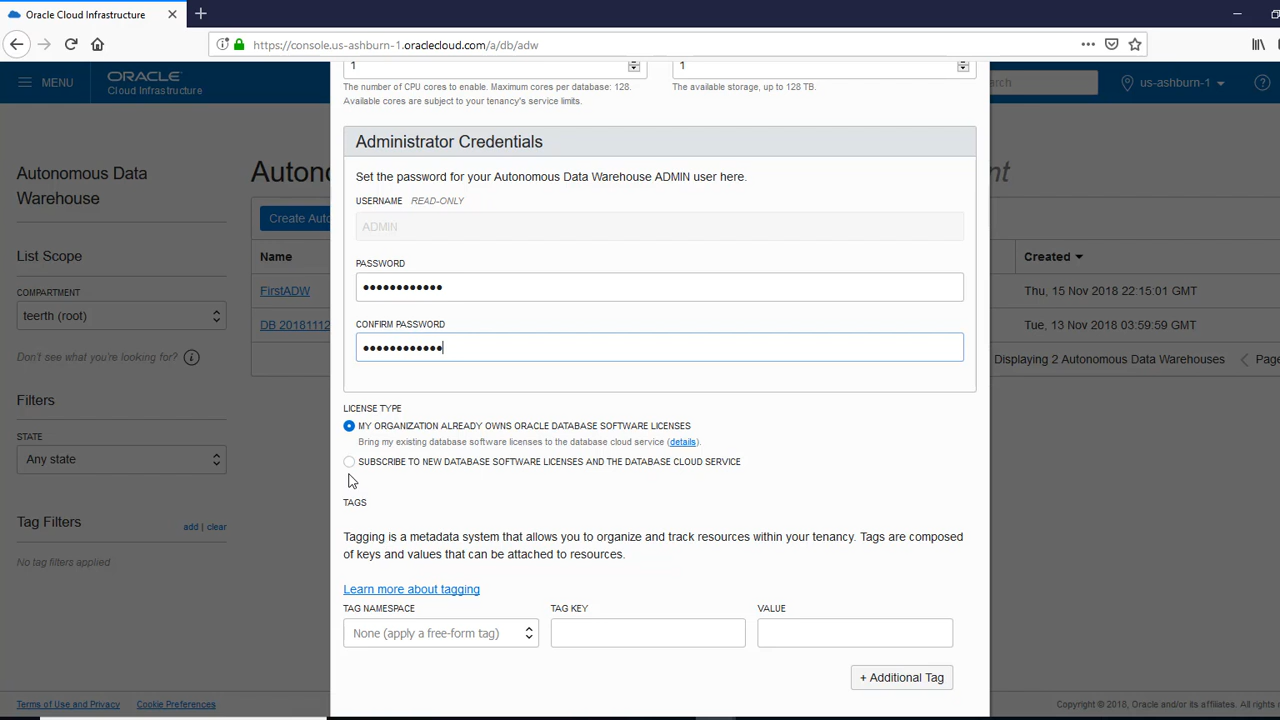 Oracle Cloud Infrastructure
https://console.us-ashburn-1.oraclecloud.com/a/db/adw
MENU
ORACLE
Cloud Infrastructure
rch
us-ashburn-1
1
1
The number of CPU cores to enable. Maximum cores per database: 128.
Available cores are subject to your tenancy's service limits.
The available storage, up to 128 TB.
Autonomous Data
Warehouse
List Scope
COMPARTMENT
teerth (root)
Don't see what you're looking for?
Filters
STATE
Any state
Tag Filters
add | clear
No tag filters applied
Create Auto
Name
Created
FirstADW
Thu, 15 Nov 2018 22:15:01 GMT
DB 20181112
Tue, 13 Nov 2018 03:59:59 GMT
Displaying 2 Autonomous Data Warehouses
Page
Administrator Credentials
Set the password for your Autonomous Data Warehouse ADMIN user here.
USERNAME READ-ONLY
ADMIN
PASSWORD
••••••••••••
CONFIRM PASSWORD
••••••••••••
LICENSE TYPE
MY ORGANIZATION ALREADY OWNS ORACLE DATABASE SOFTWARE LICENSES
Bring my existing database software licenses to the database cloud service (details).
SUBSCRIBE TO NEW DATABASE SOFTWARE LICENSES AND THE DATABASE CLOUD SERVICE
TAGS
Tagging is a metadata system that allows you to organize and track resources within your tenancy. Tags are composed
of keys and values that can be attached to resources.
Learn more about tagging
TAG NAMESPACE
TAG KEY
VALUE
None (apply a free-form tag)
+ Additional Tag
Terms of Use and Privacy
Cookie Preferences
Copyright © 2018, Oracle and/or its affiliates. All rights